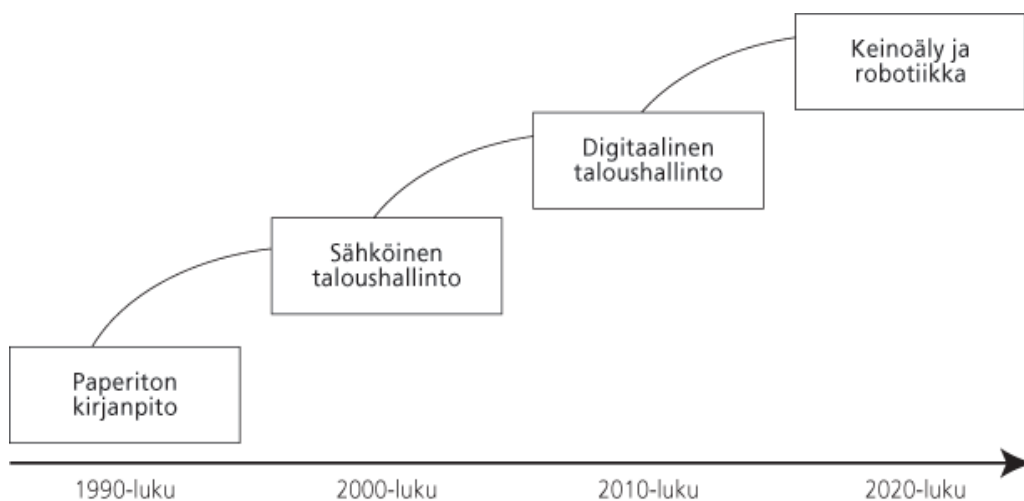 Keinoäly ja
robotiikka
Digitaalinen
taloushallinto
Sähköinen
taloushallinto
Paperiton
kirjanpito
1990-luku
2000-luku
2010-luku
2020-luku